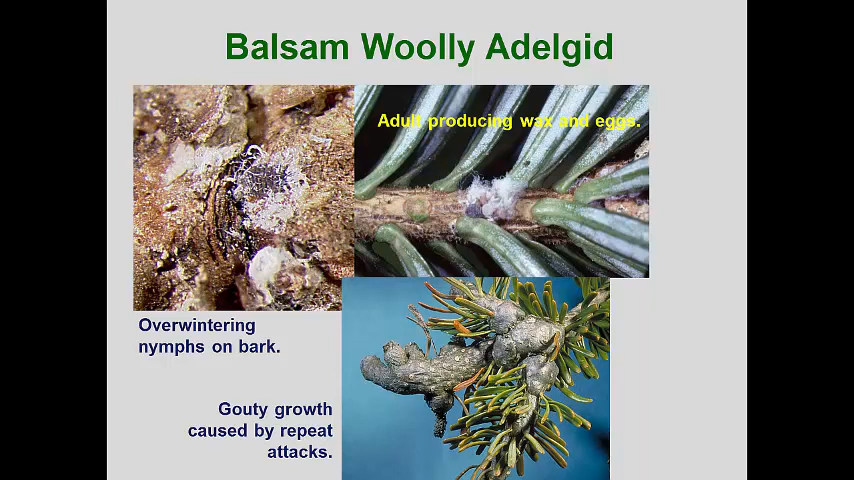 Balsam Woolly Adelgid
Adult producing wax and eggs.
Overwintering
nymphs on bark.
Gouty growth
caused by repeat
attacks.